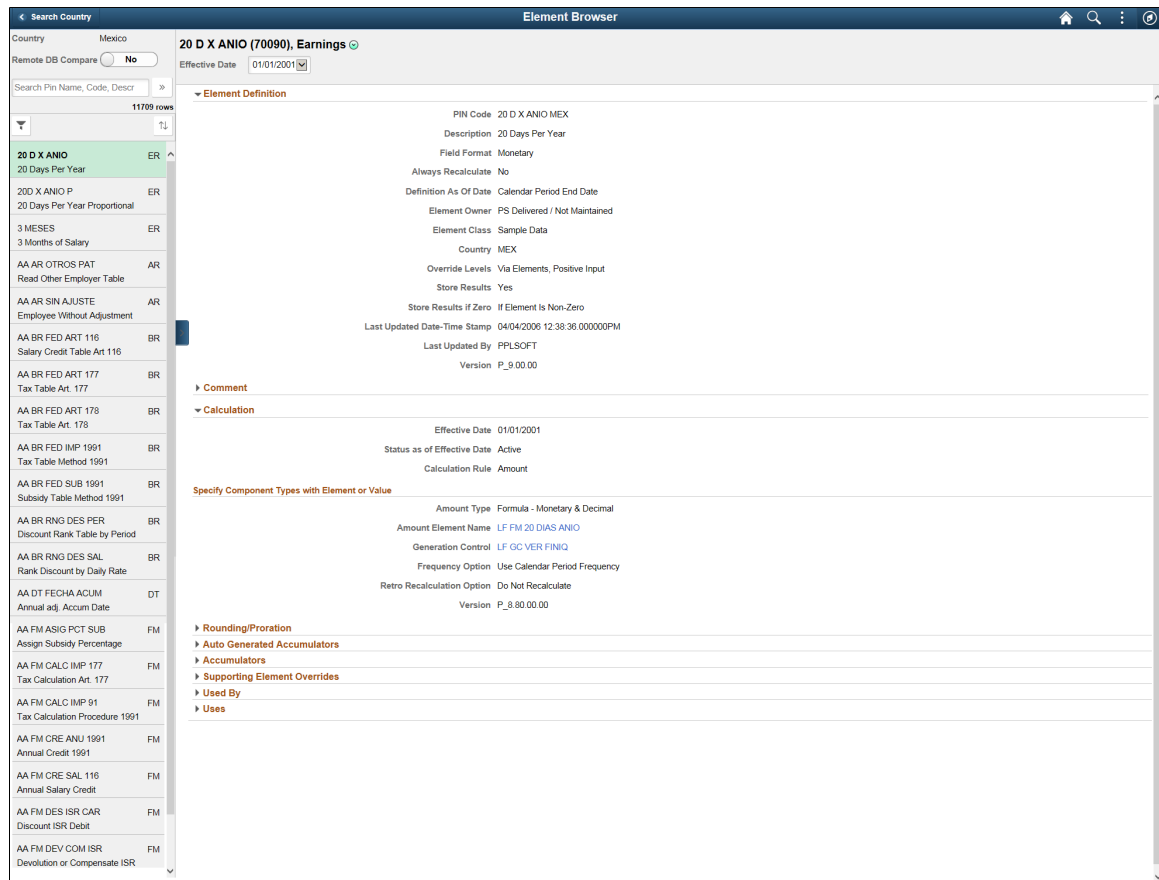 Search Country
Element Browser
Country Mexico
Remote DB Compare No
Search Pin Name, Code, Descr »
11709 rows
20 D X ANIO ER
20 Days Per Year
20D X ANIO P ER
20 Days Per Year Proportional
3 MESES ER
3 Months of Salary
AA AR OTROS PAT AR
Read Other Employer Table
AA AR SIN AJUSTE AR
Employee Without Adjustment
AA BR FED ART 116 BR
Salary Credit Table Art 116
AA BR FED ART 177 BR
Tax Table Art. 177
AA BR FED ART 178 BR
Tax Table Art. 178
AA BR FED IMP 1991 BR
Tax Table Method 1991
AA BR FED SUB 1991 BR
Subsidy Table Method 1991
AA BR RNG DES PER BR
Discount Rank Table by Period
AA BR RNG DES SAL BR
Rank Discount by Daily Rate
AA DT FECHA ACUM DT
Annual adj. Accum Date
AA FM ASIG PCT SUB FM
Assign Subsidy Percentage
AA FM CALC IMP 177 FM
Tax Calculation Art. 177
AA FM CALC IMP 91 FM
Tax Calculation Procedure 1991
AA FM CRE ANU 1991 FM
Annual Credit 1991
AA FM CRE SAL 116 FM
Annual Salary Credit
AA FM DES ISR CAR FM
Discount ISR Debit
AA FM DEV COM ISR FM
Devolution or Compensate ISR
20 D X ANIO (70090), Earnings
Effective Date 01/01/2001
Element Definition
PIN Code 20 D X ANIO MEX
Description 20 Days Per Year
Field Format Monetary
Always Recalculate No
Definition As Of Date Calendar Period End Date
Element Owner PS Delivered / Not Maintained
Element Class Sample Data
Country MEX
Override Levels Via Elements, Positive Input
Store Results Yes
Store Results if Zero If Element Is Non-Zero
Last Updated Date-Time Stamp 04/04/2006 12:38:36.000000PM
Last Updated By PPLSOFT
Version P_9.00.00
Comment
Calculation
Effective Date 01/01/2001
Status as of Effective Date Active
Calculation Rule Amount
Specify Component Types with Element or Value
Amount Type Formula - Monetary & Decimal
Amount Element Name LF FM 20 DIAS ANIO
Generation Control LF GC VER FINIQ
Frequency Option Use Calendar Period Frequency
Retro Recalculation Option Do Not Recalculate
Version P_8.80.00.00
Rounding/Proration
Auto Generated Accumulators
Accumulators
Supporting Element Overrides
Used By
Uses